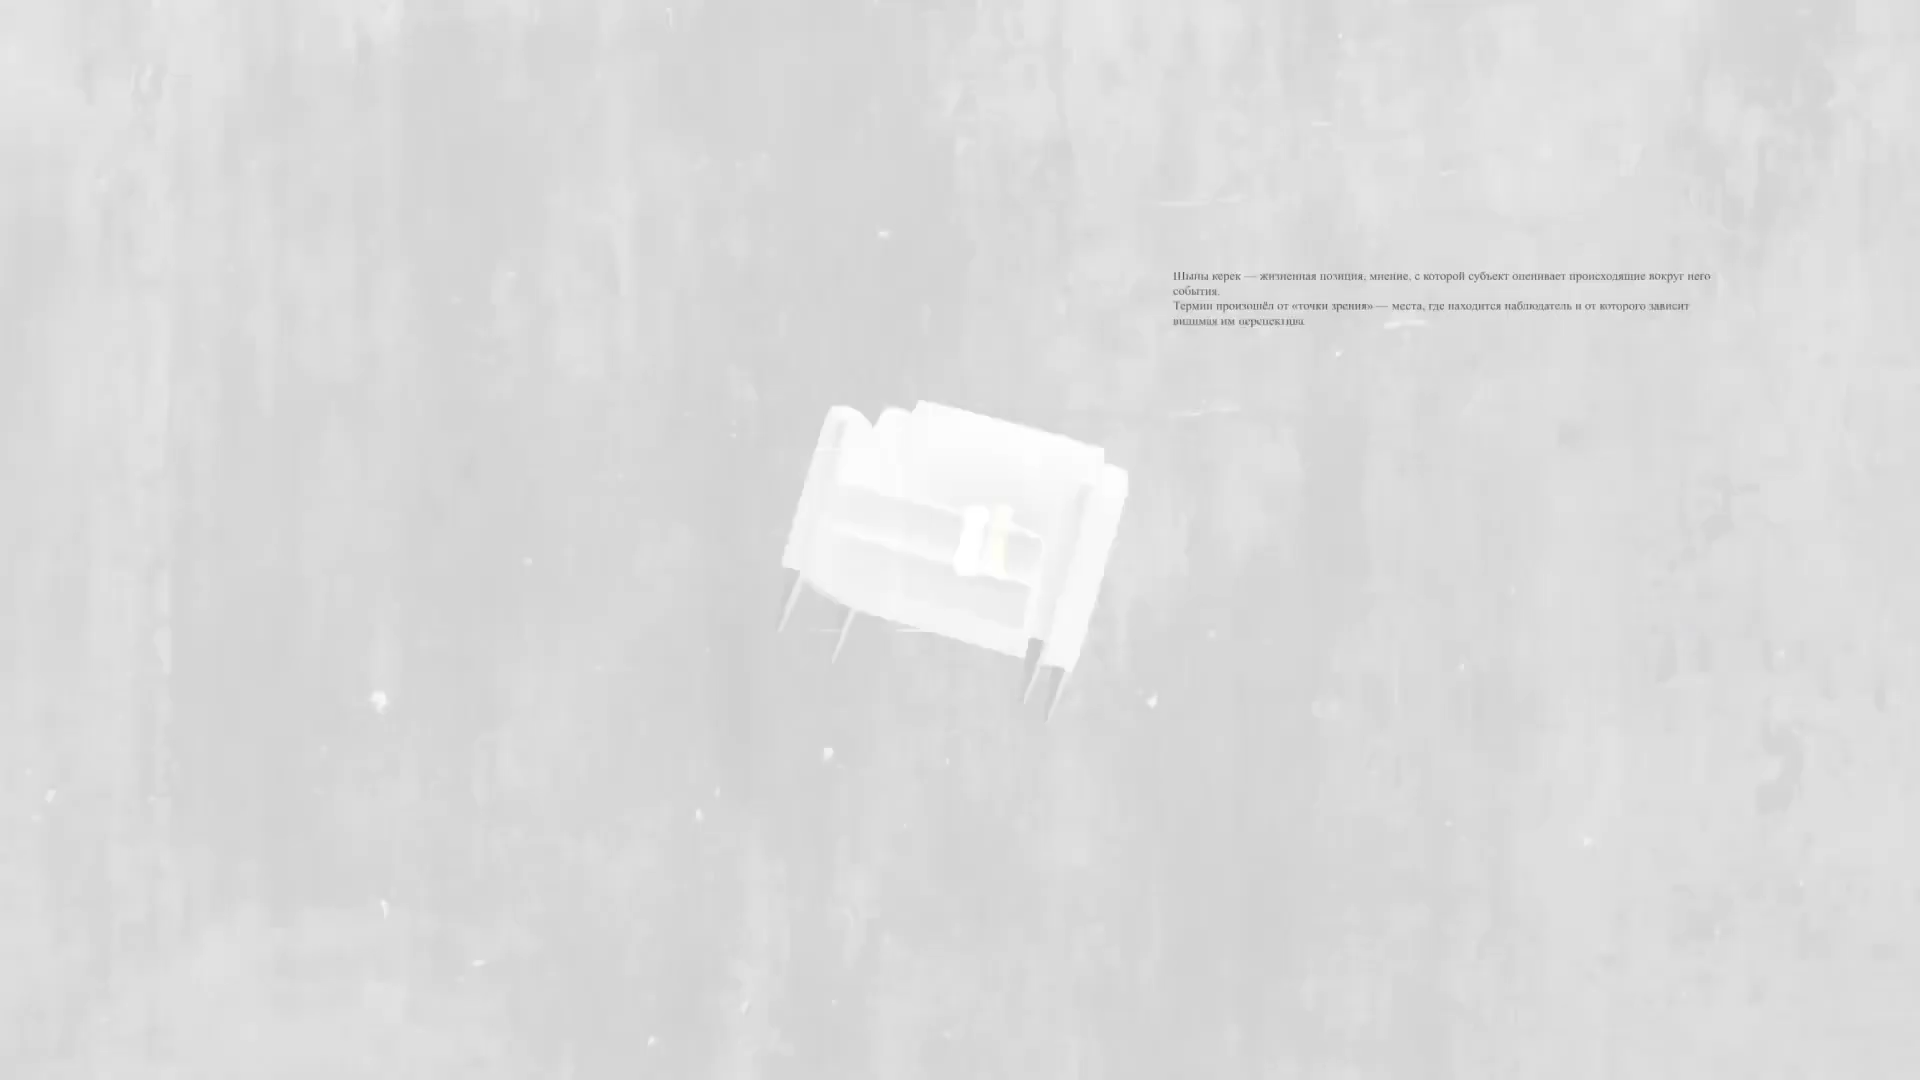 Шыны керек — жизненная позиция, мнение, с которой субъект оценивает происходящие вокруг него
события.
Термин произошёл от «точки зрения» — места, где находится наблюдатель и от которого зависит
видимая им перспектива.